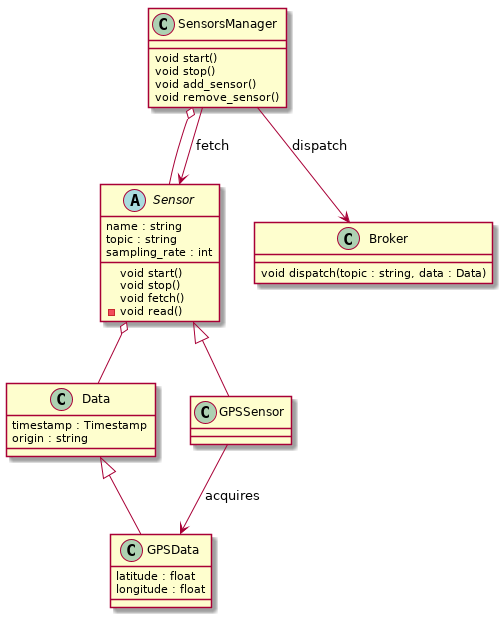 C SensorsManager
void start()
void stop()
void add_sensor()
void remove_sensor()
fetch
dispatch
A Sensor
name : string
topic : string
sampling_rate : int
void start()
void stop()
void fetch()
void read()
C Broker
void dispatch(topic : string, data : Data)
C Data
timestamp : Timestamp
origin : string
C GPSSensor
acquires
C GPSData
latitude : float
longitude : float